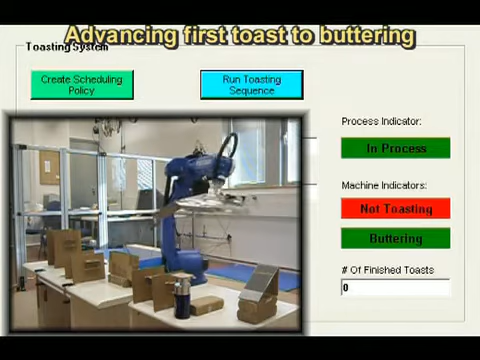 Advancing first toast to buttering
Toasting System
Create Scheduling
Policy
Run Toasting
Sequence
Process Indicator:
In Process
Machine Indicators:
Not Toasting
Buttering
# Of Finished Toasts
0